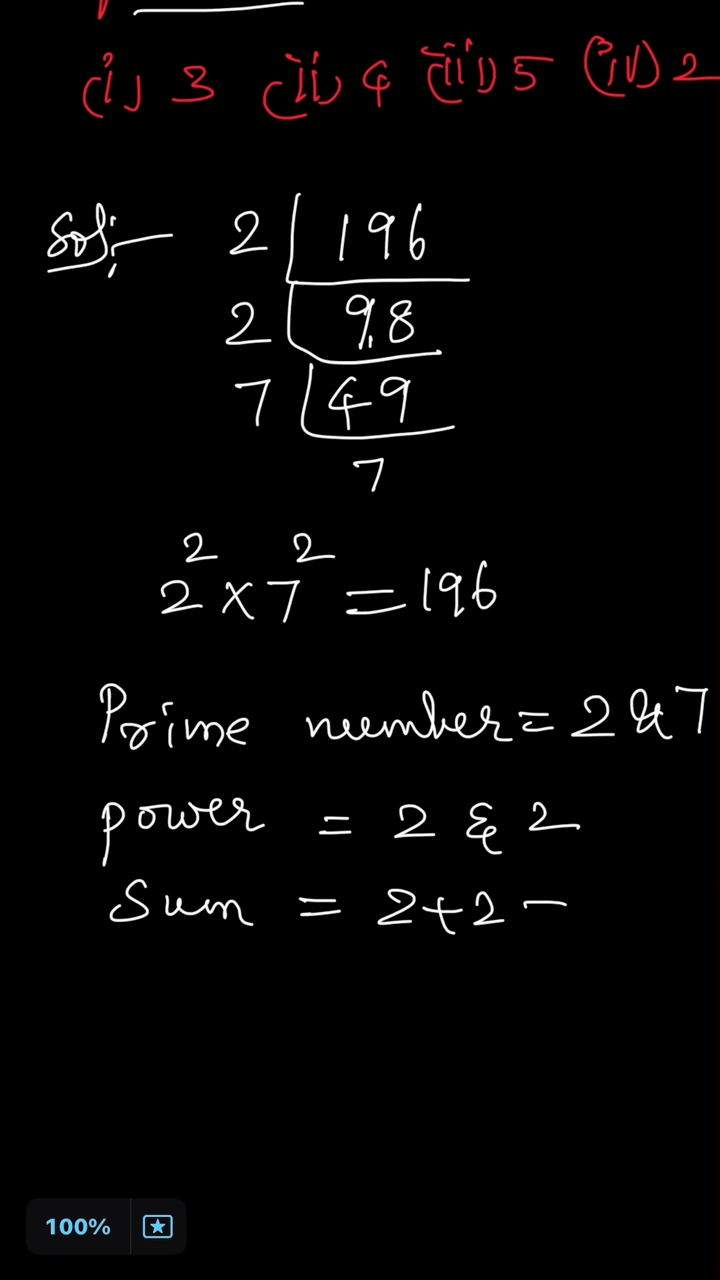 (i) 3 (ii) 4 (iii) 5 (iv) 2
Sol:- 2 | 196
2 | 98
7 | 49
7
2² × 7² = 196
Prime number = 2 & 7
power = 2 & 2
Sum = 2+2 -
100%